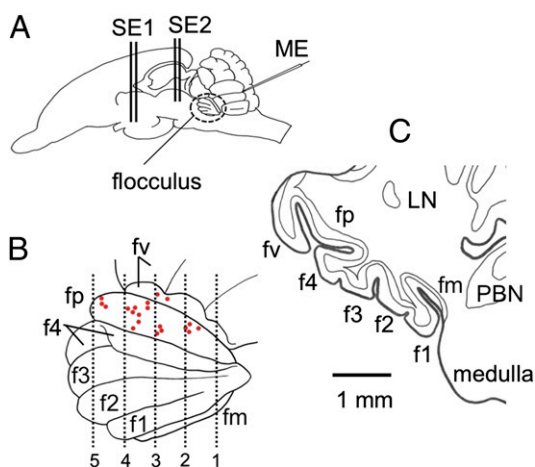 A
SE1 SE2
ME
flocculus
C
LN
fp
fv
f4
f3
f2
f1
fm
PBN
medulla
1 mm
B
fv
fp
f4
f3
f2
f1
fm
5 4 3 2 1